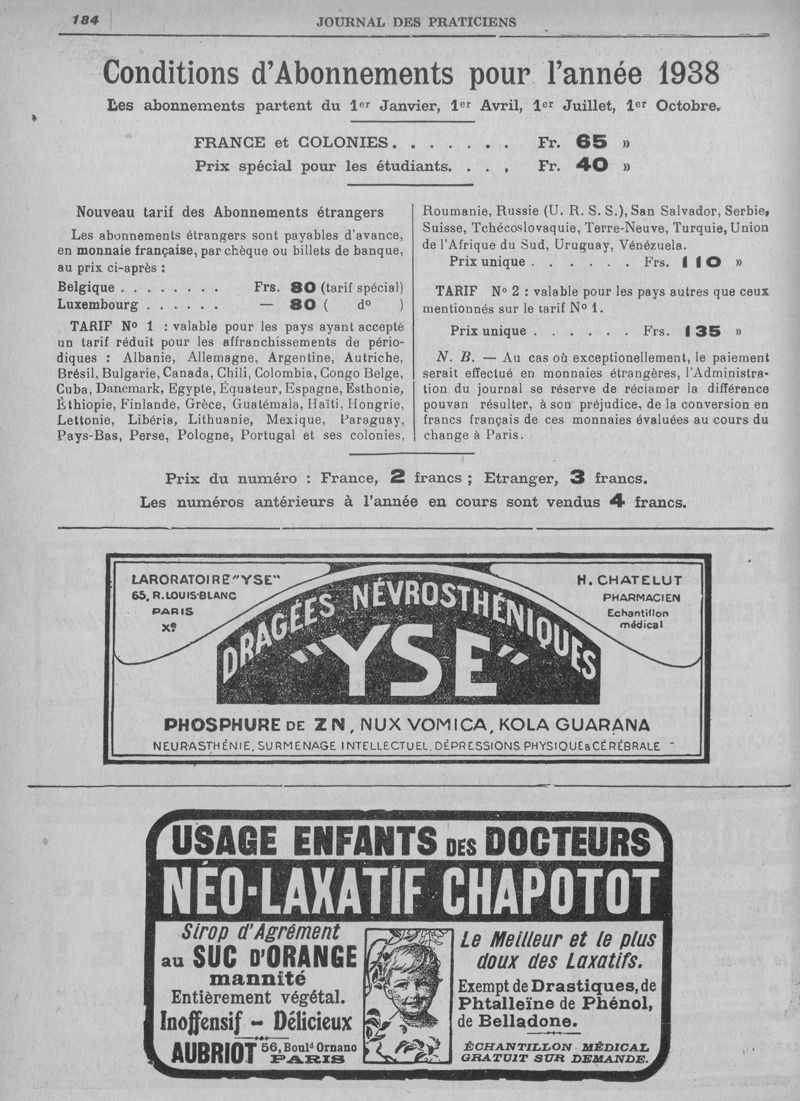 184
JOURNAL DES PRATICIENS
Conditions d'Abonnements pour l'année 1938
Les abonnements partent du 1er Janvier, 1er Avril, 1er Juillet, 1er Octobre.
FRANCE et COLONIES. . . . . . . Fr. 65 »
Prix spécial pour les étudiants. . . , Fr. 40 »
Nouveau tarif des Abonnements étrangers
Les abonnements étrangers sont payables d'avance,
en monnaie française, par chèque ou billets de banque,
au prix ci-après :
Belgique . . . . . . . . Frs. 80 (tarif spécial)
Luxembourg . . . . . . — 80 ( do )
TARIF No 1 : valable pour les pays ayant accepté
un tarif réduit pour les affranchissements de pério-
diques : Albanie, Allemagne, Argentine, Autriche,
Brésil, Bulgarie, Canada, Chili, Colombia, Congo Belge,
Cuba, Danemark, Egypte, Équateur, Espagne, Esthonie,
Éthiopie, Finlande, Grèce, Guatémala, Haïti, Hongrie,
Lettonie, Libéria, Lithuanie, Mexique, Paraguay,
Pays-Bas, Perse, Pologne, Portugal et ses colonies,
Roumanie, Russie (U. R. S. S.), San Salvador, Serbie,
Suisse, Tchécoslovaquie, Terre-Neuve, Turquie, Union
de l'Afrique du Sud, Uruguay, Vénézuela.
Prix unique . . . . . . Frs. 110 »
TARIF No 2 : valable pour les pays autres que ceux
mentionnés sur le tarif No 1.
Prix unique . . . . . . Frs. 135 »
N. B. — Au cas où exceptionellement, le paiement
serait effectué en monnaies étrangères, l'Administra-
tion du journal se réserve de réclamer la différence
pouvan résulter, à son préjudice, de la conversion en
francs français de ces monnaies évaluées au cours du
change à Paris.
Prix du numéro : France, 2 francs ; Etranger, 3 francs.
Les numéros antérieurs à l'année en cours sont vendus 4 francs.
LARORATOIRE "YSE"
65, R. LOUIS-BLANC
PARIS
Xe
H. CHATELUT
PHARMACIEN
Echantillon
médical
DRAGÉES NÉVROSTHÉNIQUES
"YSE"
PHOSPHURE DE ZN, NUX VOMICA, KOLA GUARANA
NEURASTHÉNIE, SURMENAGE INTELLECTUEL, DÉPRESSIONS PHYSIQUE & CÉRÉBRALE
USAGE ENFANTS DES DOCTEURS
NÉO-LAXATIF CHAPOTOT
Sirop d'Agrément
au SUC D'ORANGE
mannité
Entièrement végétal.
Inoffensif - Délicieux
AUBRIOT 56, Bould Ornano
PARIS
Le Meilleur et le plus
doux des Laxatifs.
Exempt de Drastiques, de
Phtalleïne de Phénol,
de Belladone.
ÉCHANTILLON MÉDICAL
GRATUIT SUR DEMANDE.